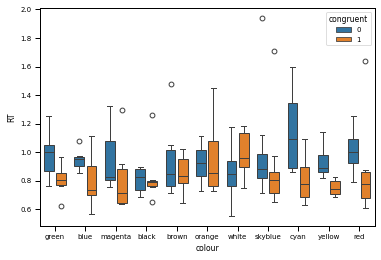 congruent
0
1
2.0
1.8
1.6
1.4
1.2
1.0
0.8
0.6
RT
green blue magenta black brown orange white skyblue cyan yellow red
colour